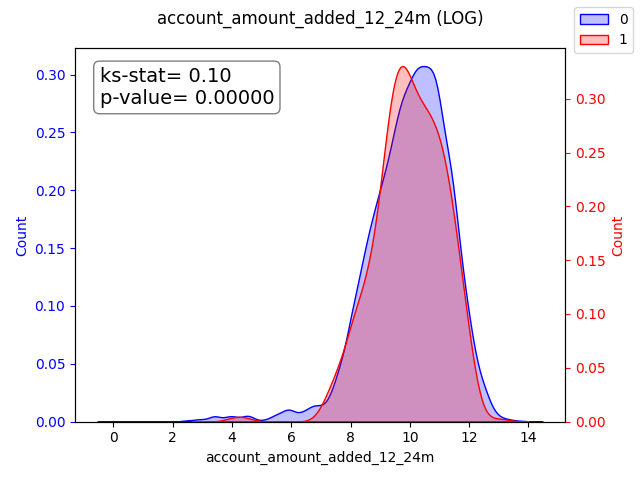 account_amount_added_12_24m (LOG)
0
1
ks-stat= 0.10
p-value= 0.00000
0.30
0.25
0.20
0.15
0.10
0.05
0.00
Count
0.30
0.25
0.20
0.15
0.10
0.05
0.00
Count
0 2 4 6 8 10 12 14
account_amount_added_12_24m